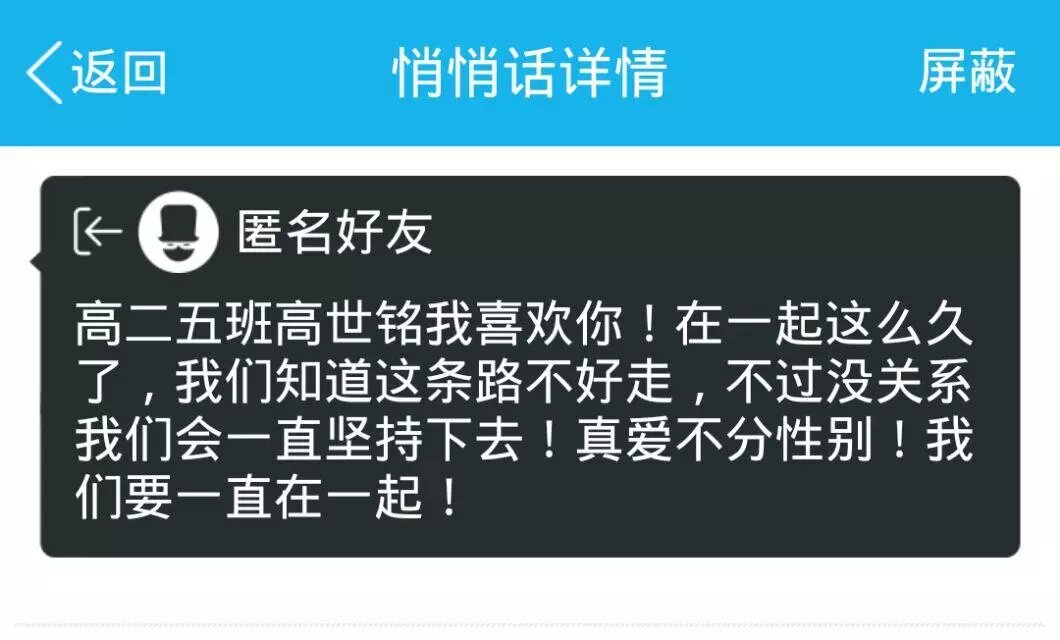 返回 悄悄话详情 屏蔽
匿名好友
高二五班高世铭我喜欢你！在一起这么久
了，我们知道这条路不好走，不过没关系
我们会一直坚持下去！真爱不分性别！我
们要一直在一起！